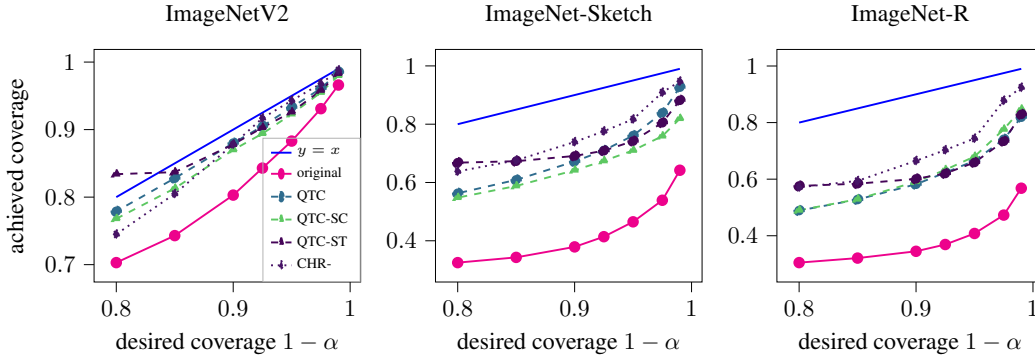 ImageNetV2
ImageNet-Sketch
ImageNet-R
achieved coverage
1
0.9
0.8
0.7
0.8
0.9
1
desired coverage 1 − α
y = x
original
QTC
QTC-SC
QTC-ST
CHR-
1
0.8
0.6
0.4
0.8
0.9
1
desired coverage 1 − α
1
0.8
0.6
0.4
0.8
0.9
1
desired coverage 1 − α